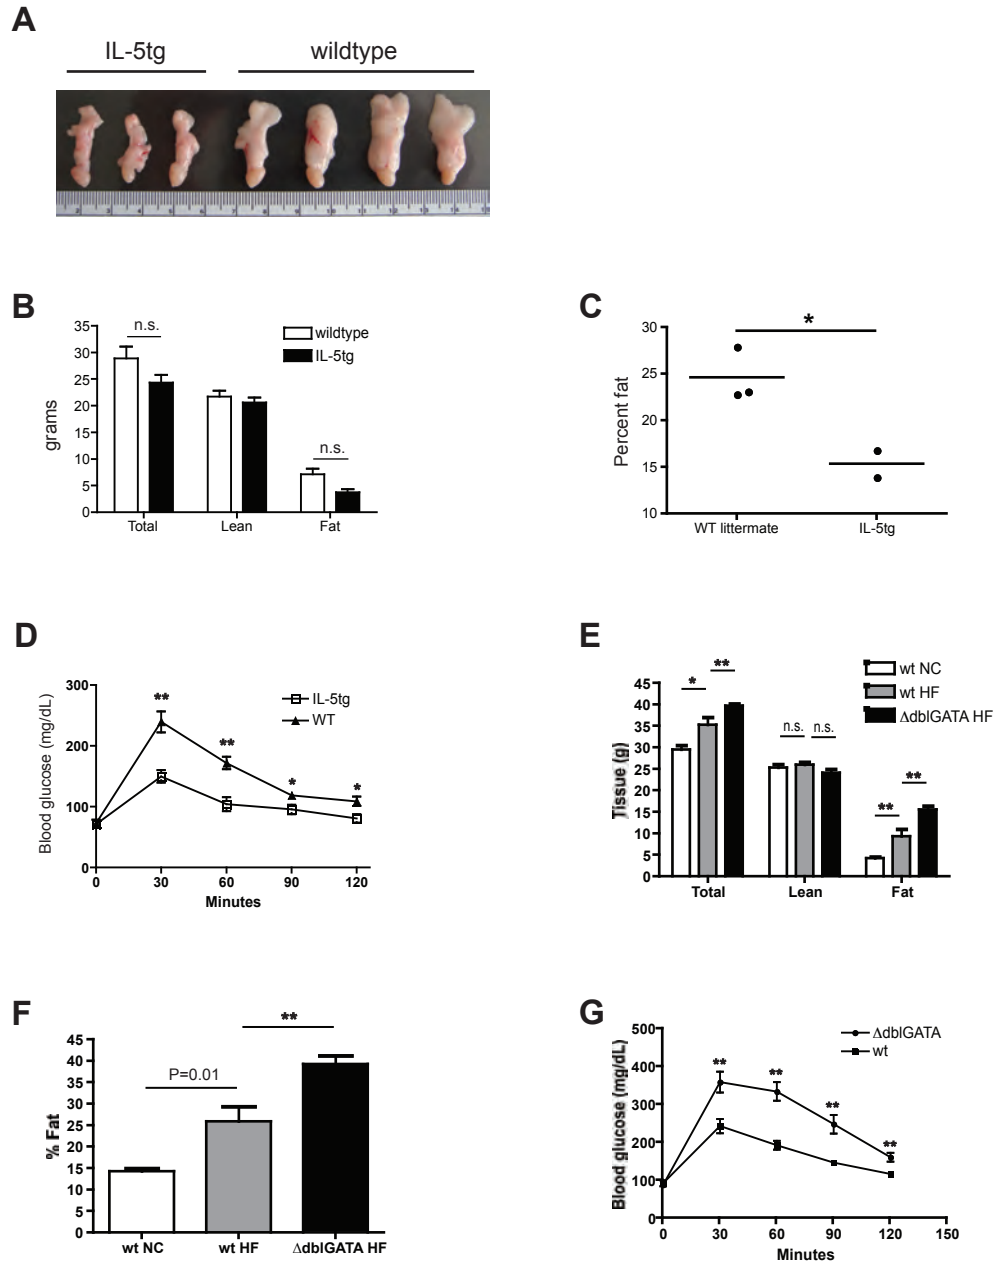 A
IL-5tg wildtype
B
n.s.
n.s.
wildtype
IL-5tg
grams
35
30
25
20
15
10
5
0
Total Lean Fat
C
*
Percent fat
30
25
20
15
10
WT littermate IL-5tg
D
Blood glucose (mg/dL)
300
200
100
0
** ** * *
IL-5tg
WT
0 30 60 90 120
Minutes
E
wt NC
wt HF
ΔdblGATA HF
Tissue (g)
45
40
35
30
25
20
15
10
5
0
* **
n.s. n.s.
** **
Total Lean Fat
F
**
P=0.01
% Fat
45
40
35
30
25
20
15
10
5
0
wt NC wt HF ΔdblGATA HF
G
Blood glucose (mg/dL)
500
400
300
200
100
0
** ** ** **
ΔdblGATA
wt
0 30 60 90 120 150
Minutes